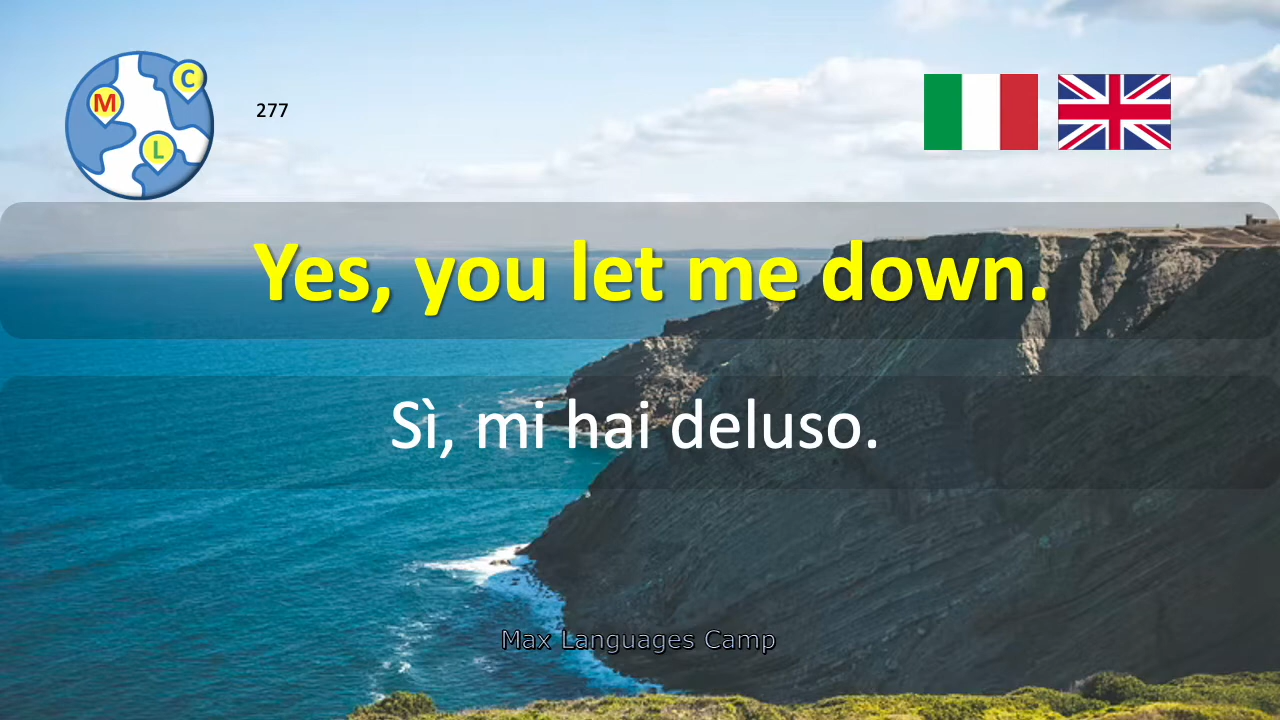 C
M
L
277
Yes, you let me down.
Sì, mi hai deluso.
Max Languages Camp